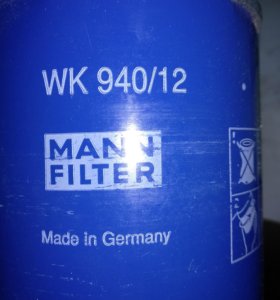 WK 940/12
MANN
FILTER
Made in Germany